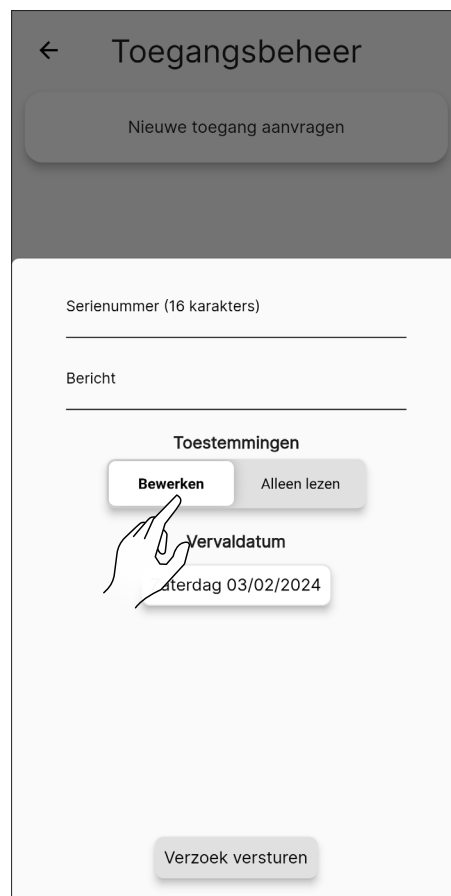 Toegangsbeheer
Nieuwe toegang aanvragen
Serienummer (16 karakters)
Bericht
Toestemmingen
Bewerken Alleen lezen
Vervaldatum
03/02/2024
Verzoek versturen